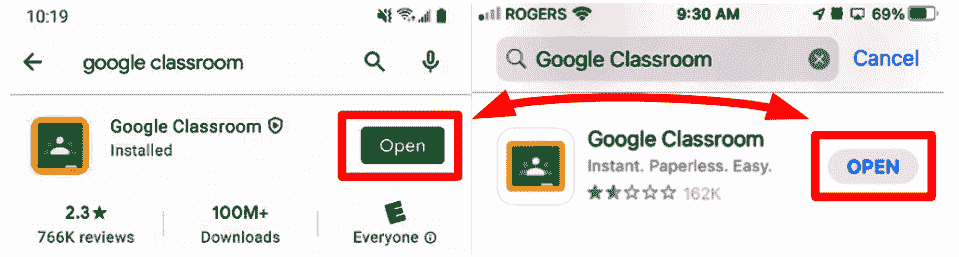 10:19
google classroom
Google Classroom
Installed
Open
2.3★
766K reviews
100M+
Downloads
E
Everyone
ROGERS
9:30 AM
69%
Google Classroom
Cancel
Google Classroom
Instant. Paperless. Easy.
162K
OPEN